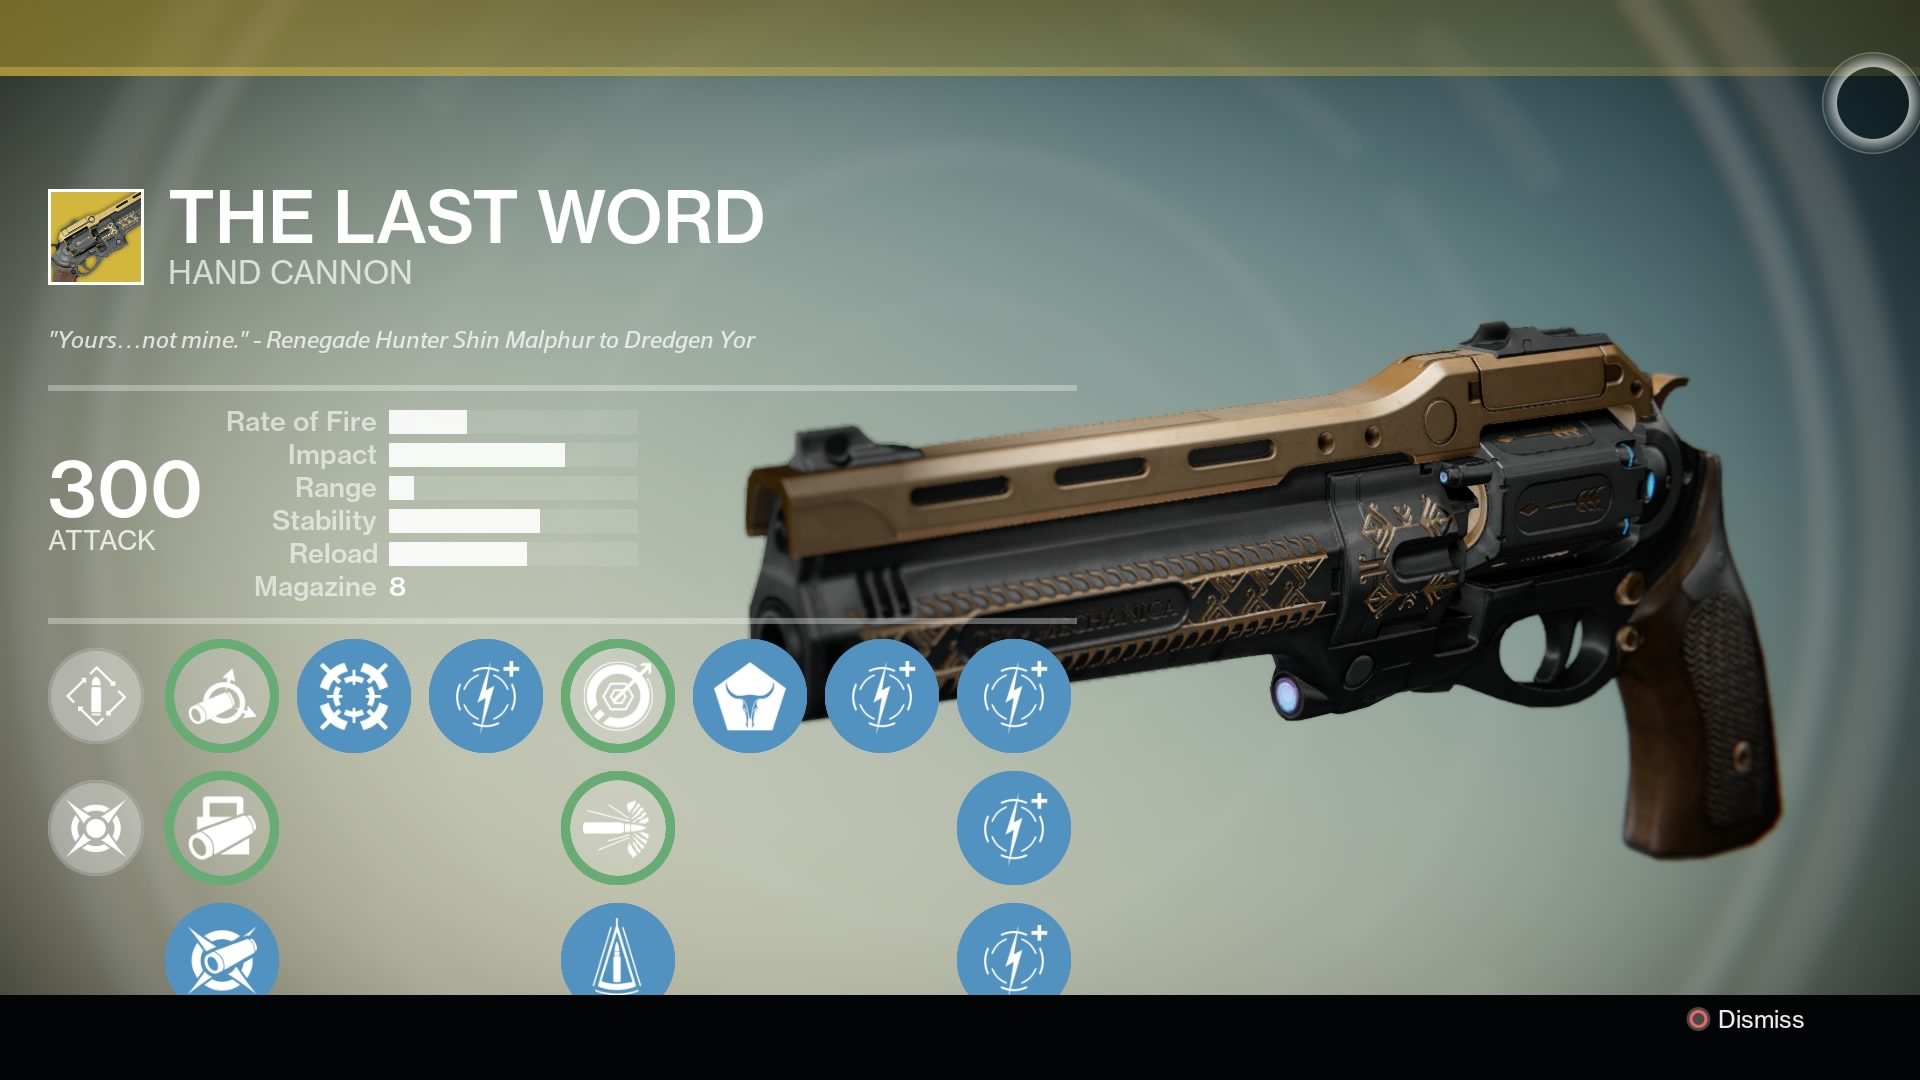 THE LAST WORD
HAND CANNON
"Yours...not mine." - Renegade Hunter Shin Malphur to Dredgen Yor
300
ATTACK
Rate of Fire
Impact
Range
Stability
Reload
Magazine 8
MECHANICA
Dismiss